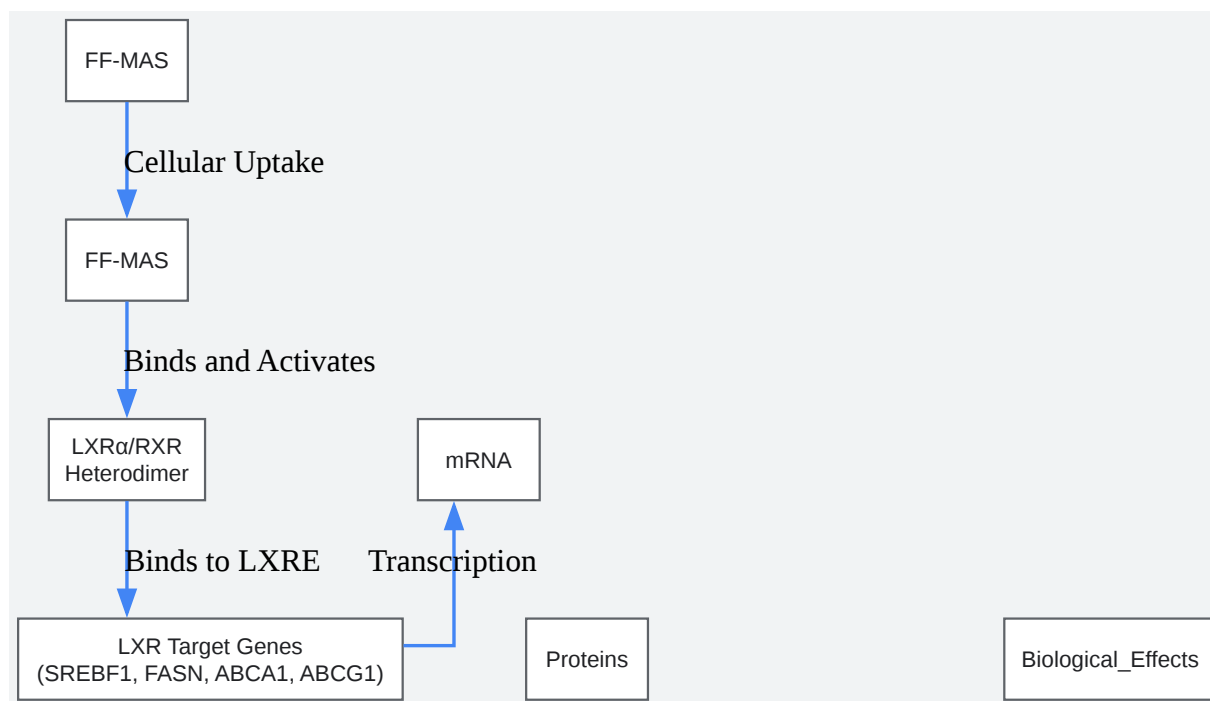 FF-MAS
Cellular Uptake
FF-MAS
Binds and Activates
LXRα/RXR
Heterodimer
mRNA
Binds to LXRE
Transcription
LXR Target Genes
(SREBF1, FASN, ABCA1, ABCG1)
Proteins
Biological_Effects